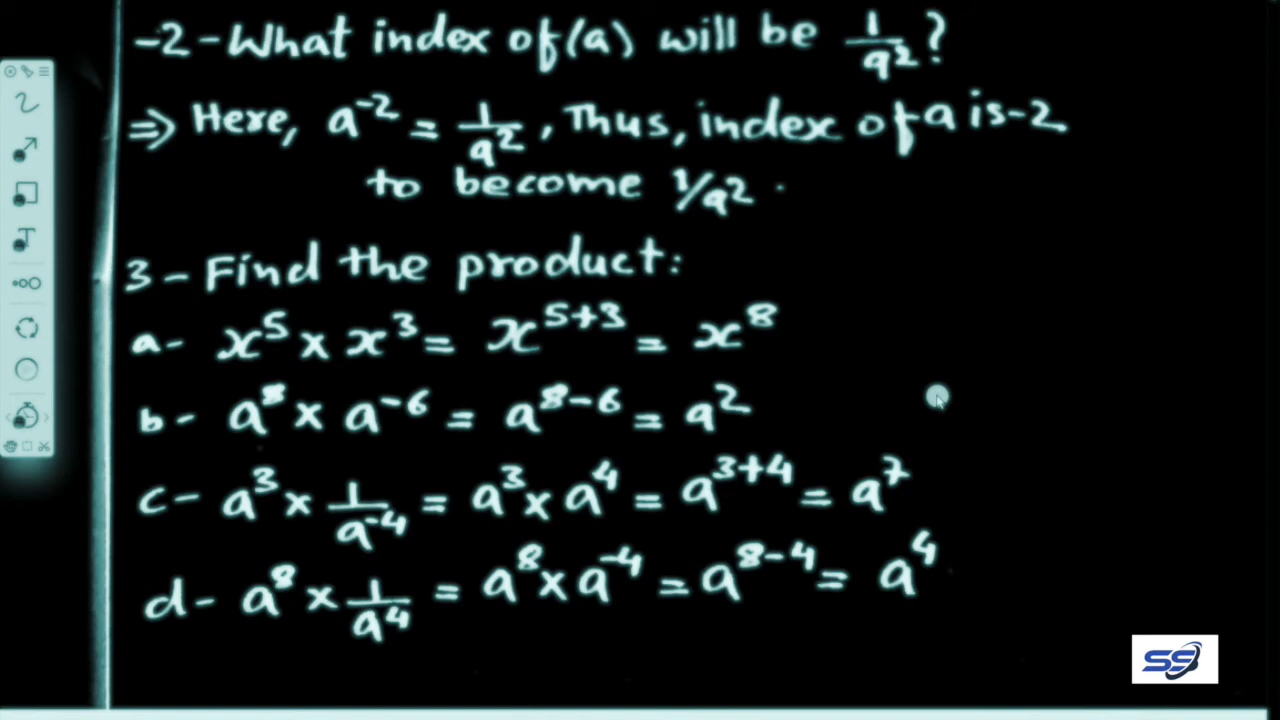 -2-What index of (a) will be 1/a² ?
⇒ Here, a⁻² = 1/a², Thus, index of a is -2
to become 1/a² .
3 - Find the product:
a- x⁵ × x³ = x⁵⁺³ = x⁸
b- a⁸ × a⁻⁶ = a⁸⁻⁶ = a²
c- a³ × 1/a⁻⁴ = a³ × a⁴ = a³⁺⁴ = a⁷
d- a⁸ × 1/a⁴ = a⁸ × a⁻⁴ = a⁸⁻⁴ = a⁴
SS